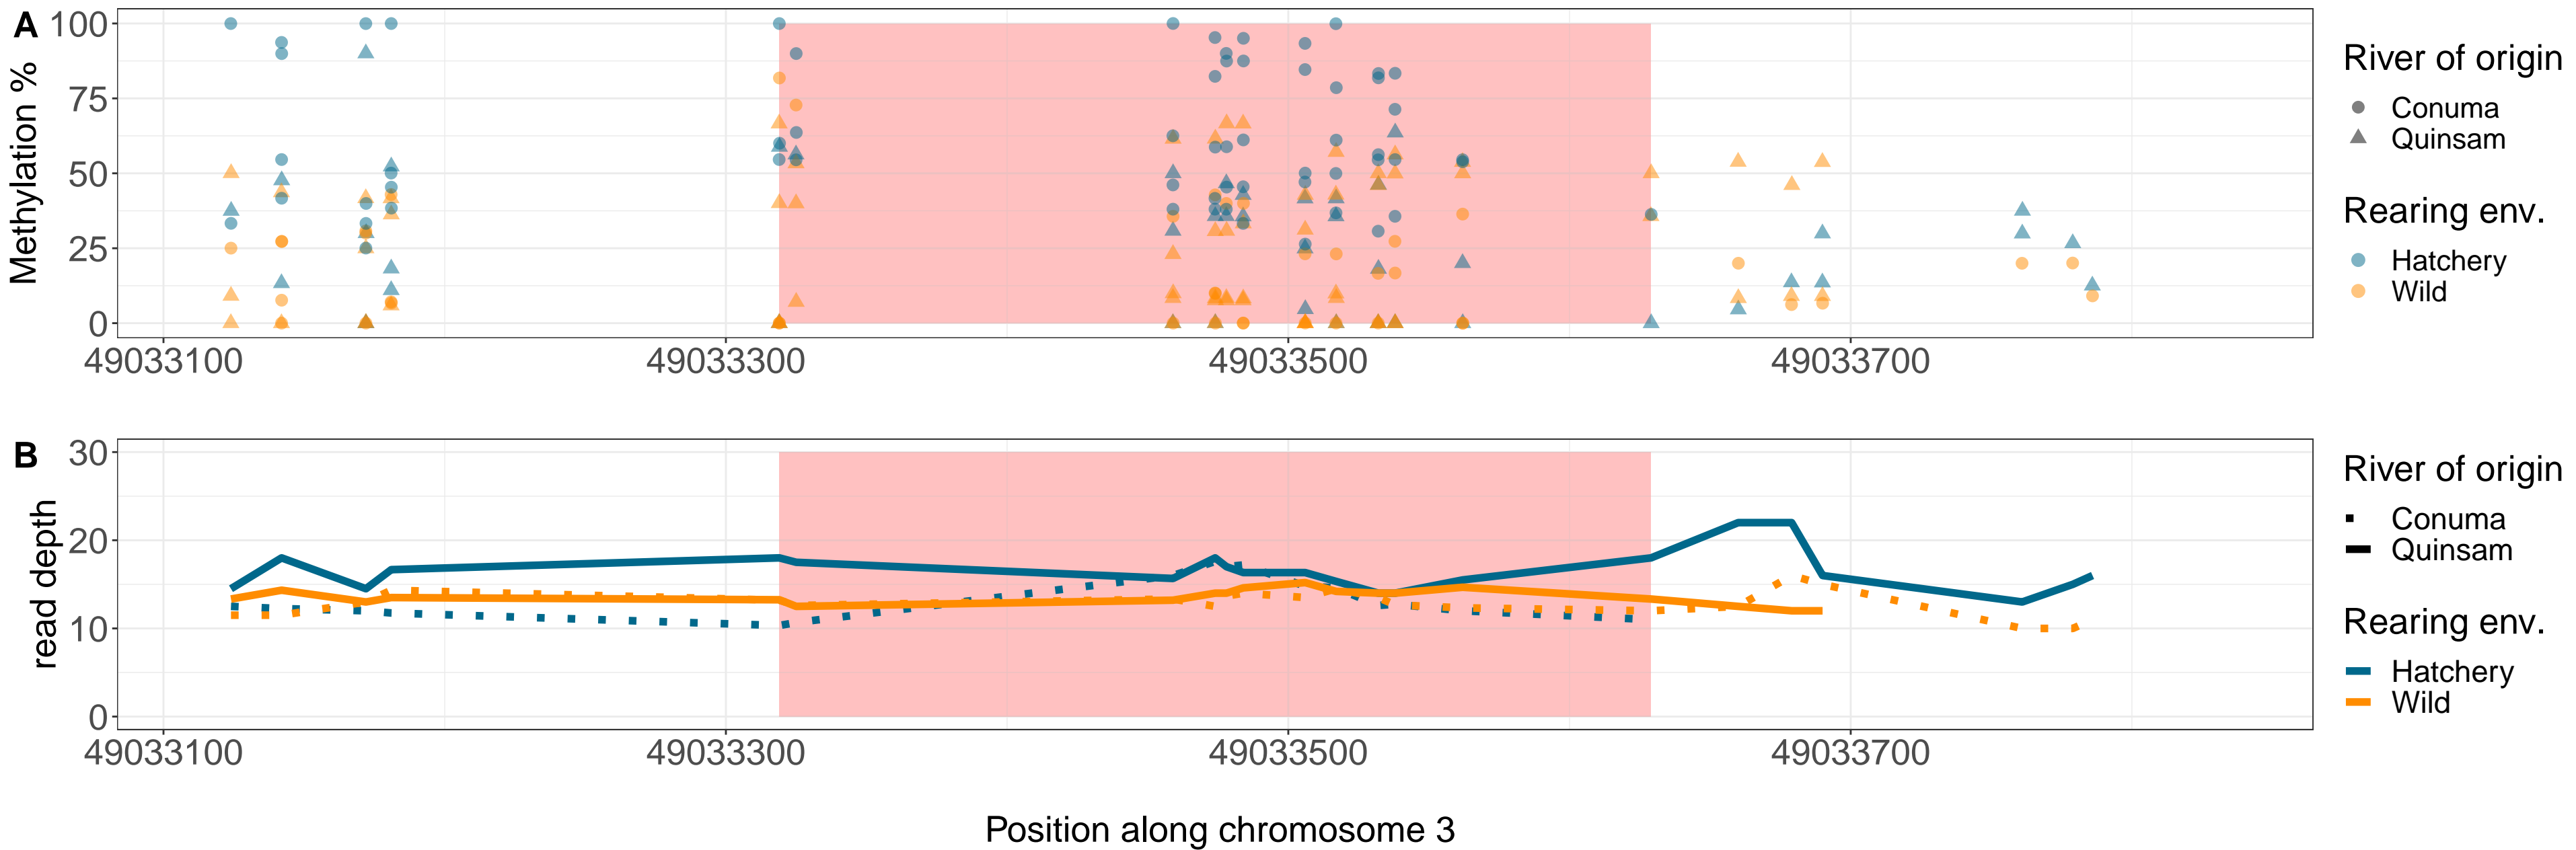 A
Methylation %
100
75
50
25
0
49033100 49033300 49033500 49033700
River of origin
Conuma
Quinsam
Rearing env.
Hatchery
Wild
B
read depth
30
20
10
0
49033100 49033300 49033500 49033700
River of origin
Conuma
Quinsam
Rearing env.
Hatchery
Wild
Position along chromosome 3